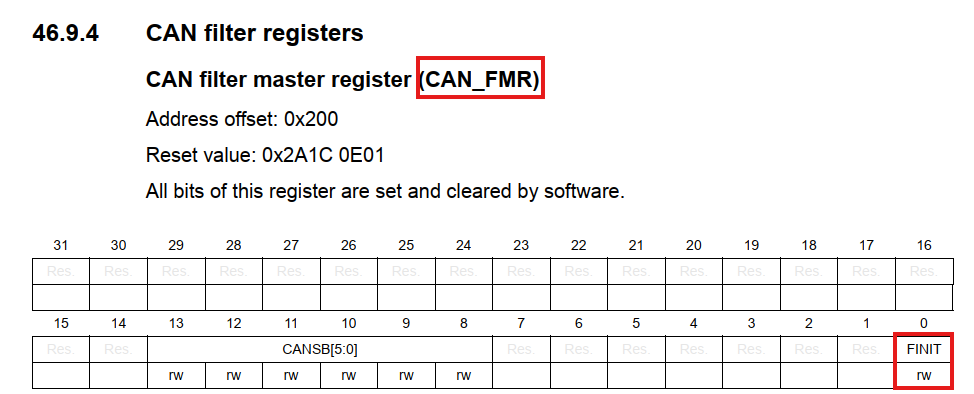 46.9.4 CAN filter registers
CAN filter master register (CAN_FMR)
Address offset: 0x200
Reset value: 0x2A1C 0E01
All bits of this register are set and cleared by software.
31 30 29 28 27 26 25 24 23 22 21 20 19 18 17 16
Res. Res. Res. Res. Res. Res. Res. Res. Res. Res. Res. Res. Res. Res. Res. Res.
15 14 13 12 11 10 9 8 7 6 5 4 3 2 1 0
Res. Res. CANSB[5:0] Res. Res. Res. Res. Res. Res. Res. FINIT
rw rw rw rw rw rw rw